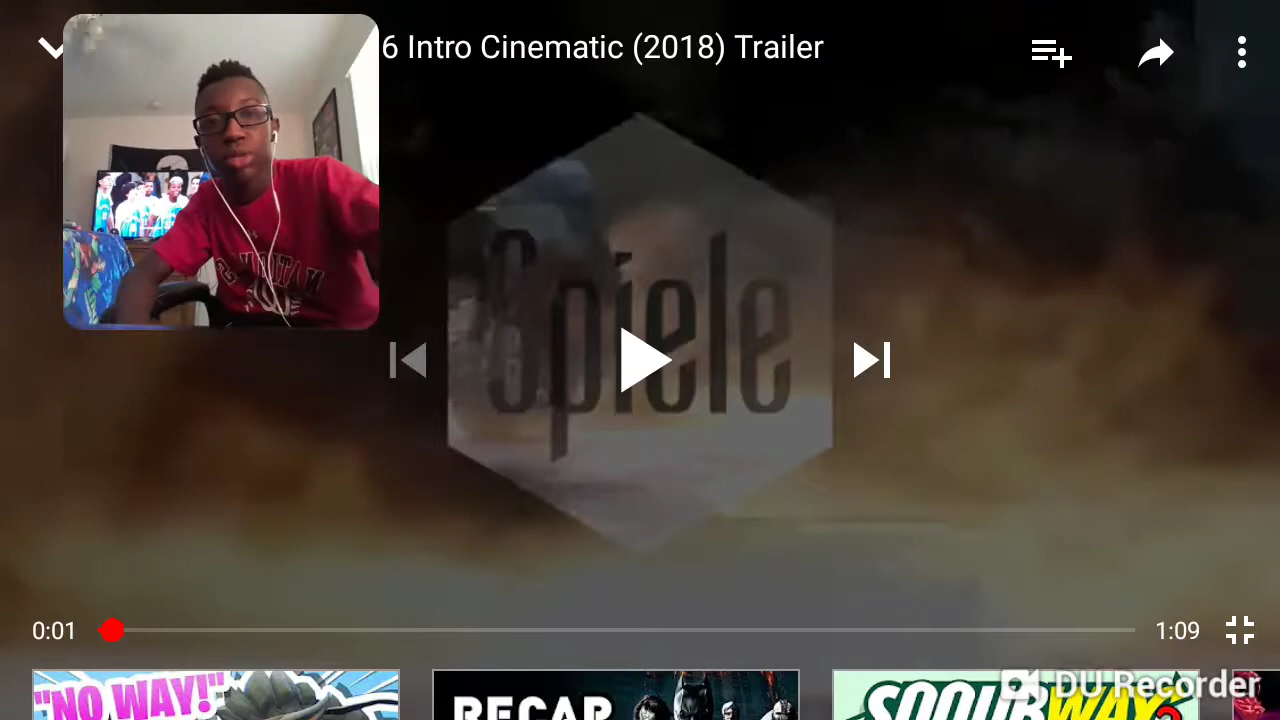 6 Intro Cinematic (2018) Trailer
Spiele
0:01
1:09
"NO WAY!"
RECAP
DU Recorder